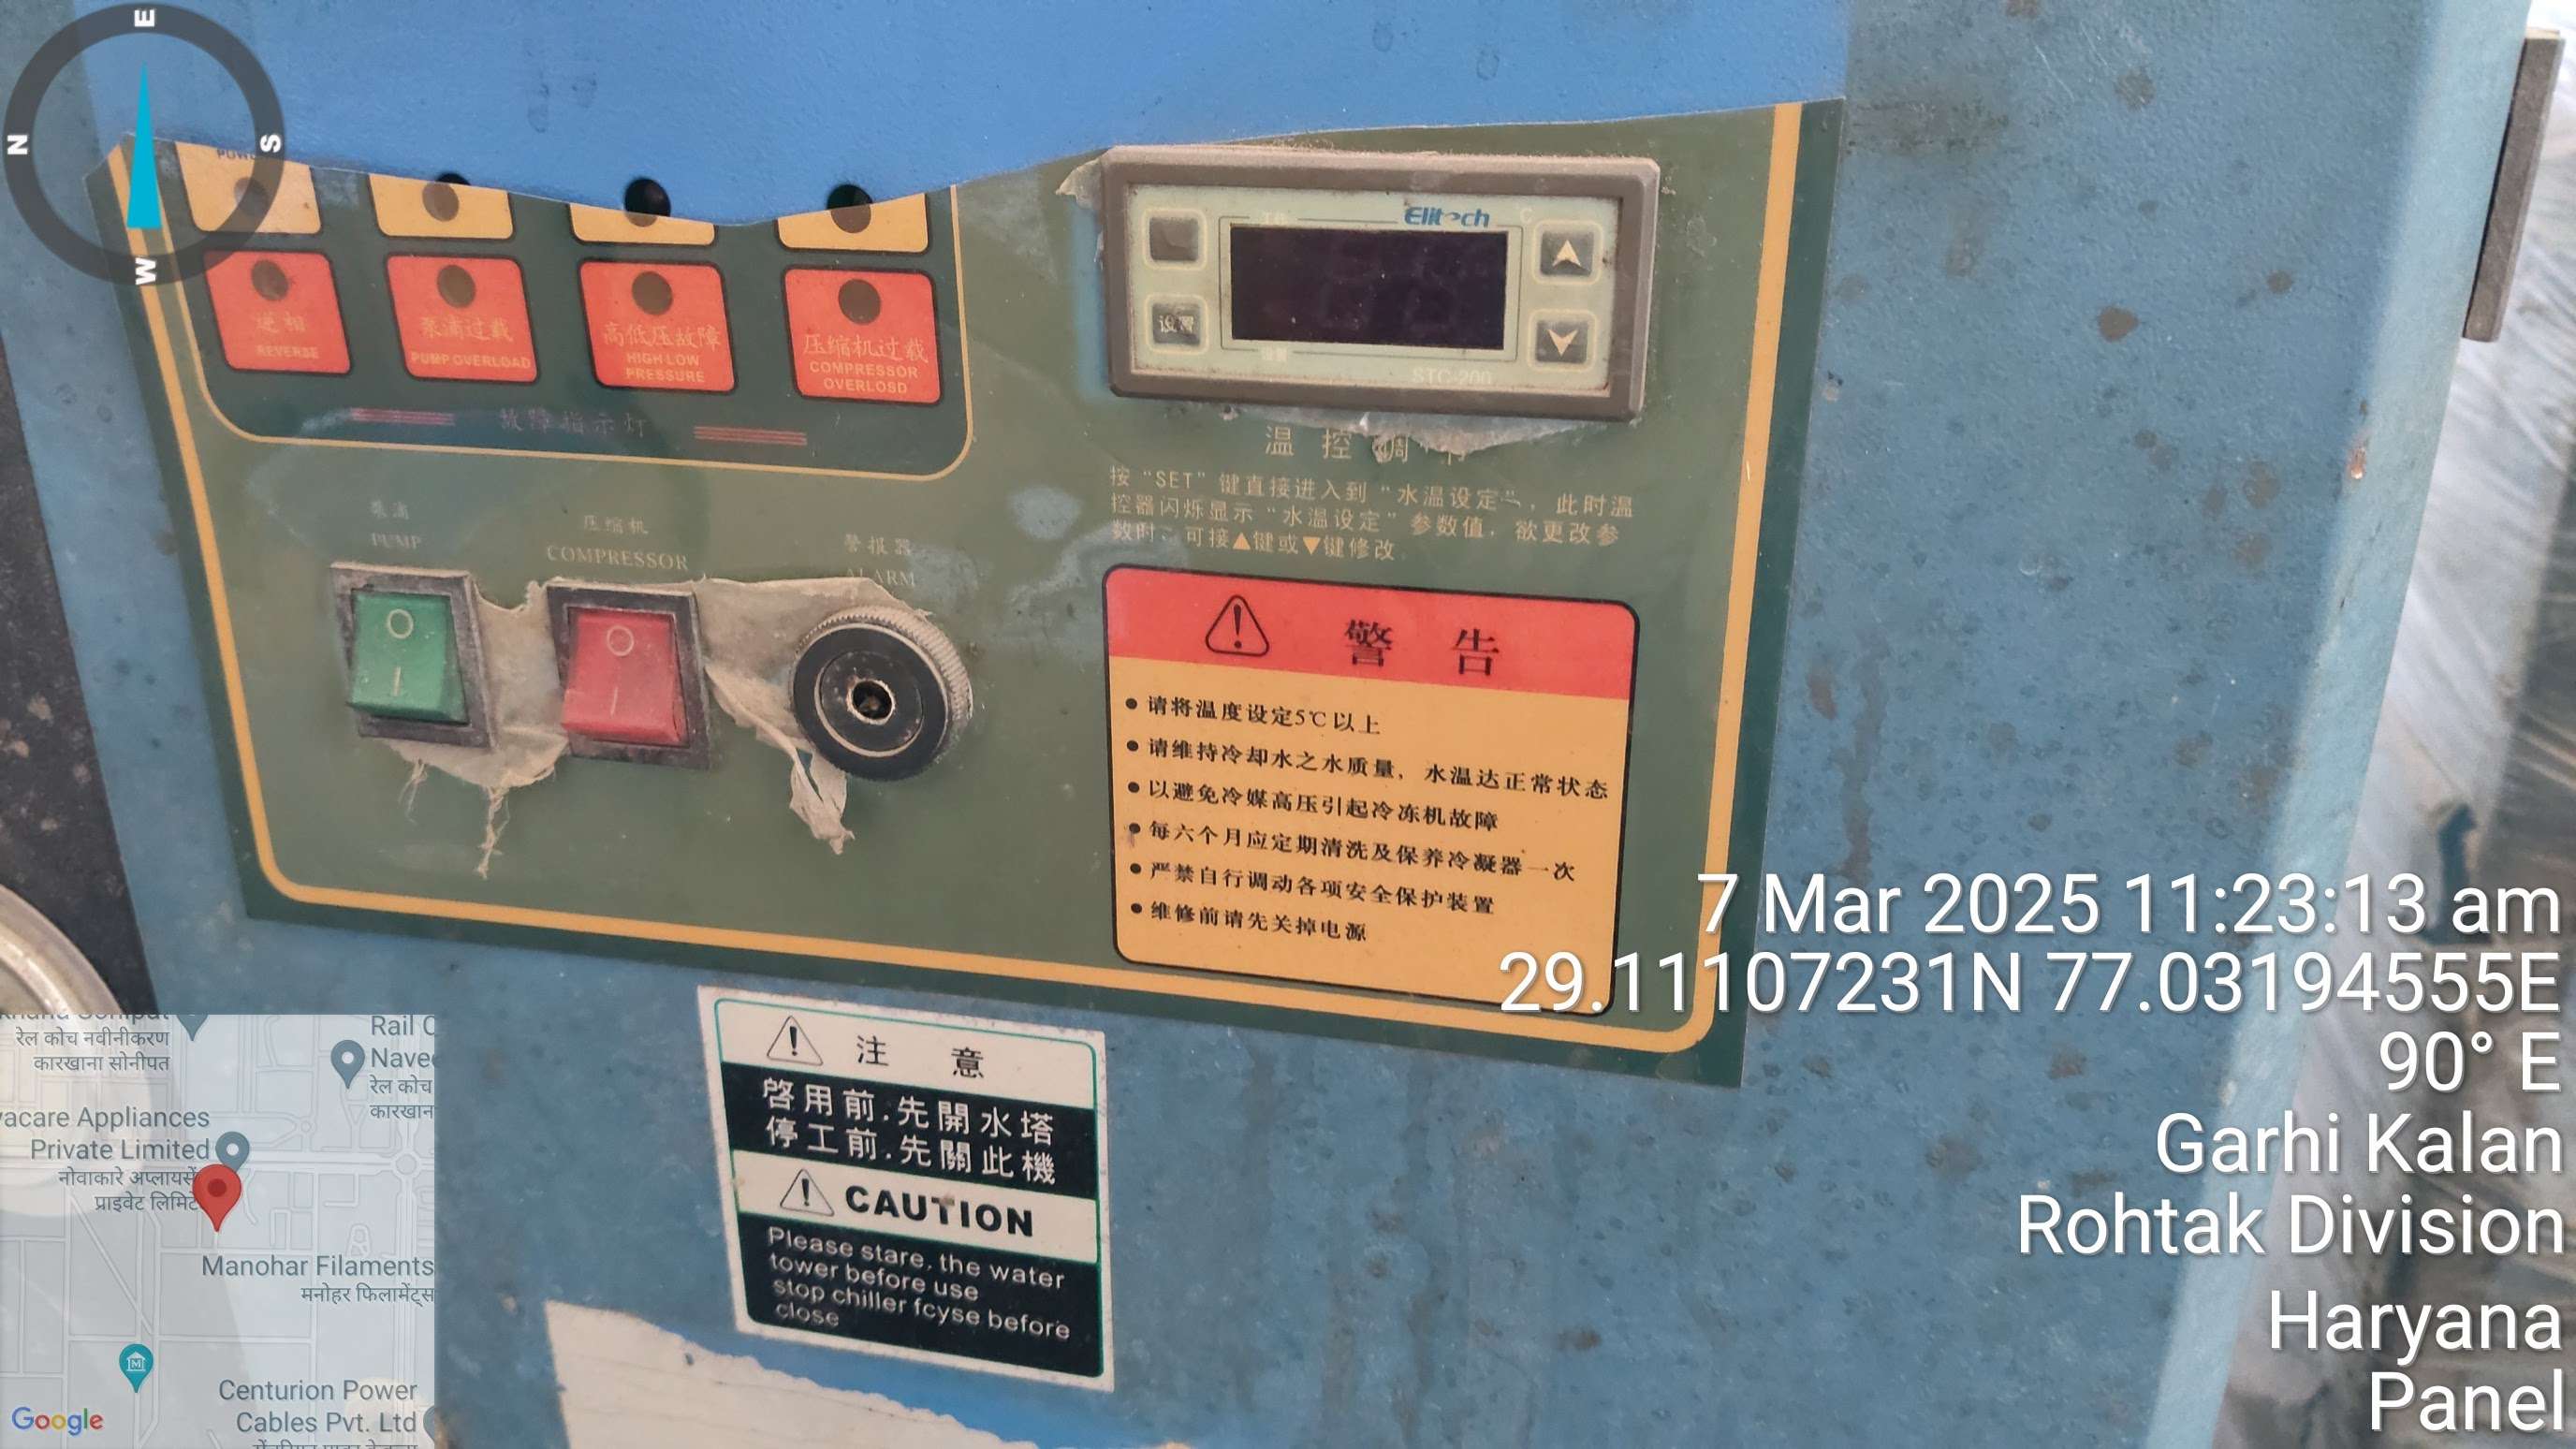 E
N
S
W
Elitech
C
设置
STC-200
逆相
REVERSE
泵浦过载
PUMP OVERLOAD
高低压故障
HIGH LOW
PRESSURE
压缩机过载
COMPRESSOR
OVERLOSD
故障指示灯
温控调
按“SET”键直接进入到“水温设定”，此时温
控器闪烁显示“水温设定”参数值，欲更改参
数时，可接▲键或▼键修改
泵浦
PUMP
压缩机
COMPRESSOR
警报器
ALARM
O
I
O
I
警告
●请将温度设定5℃以上
●请维持冷却水之水质量，水温达正常状态
●以避免冷媒高压引起冷冻机故障
●每六个月应定期清洗及保养冷凝器一次
●严禁自行调动各项安全保护装置
●维修前请先关掉电源
注意
啓用前.先開水塔
停工前.先關此機
CAUTION
Please stare, the water
tower before use
stop chiller fcyse before
close
7 Mar 2025 11:23:13 am
29.11107231N 77.03194555E
90° E
Garhi Kalan
Rohtak Division
Haryana
Panel
रेल कोच नवीनीकरण
कारखाना सोनीपत
Rail
रेल कोच
acare Appliances
Private Limited
नोवाकारे अप्लायसें
प्राइवेट लिमिटे
Manohar Filaments
मनोहर फिलामेंट्स
Centurion Power
Cables Pvt. Ltd
Google